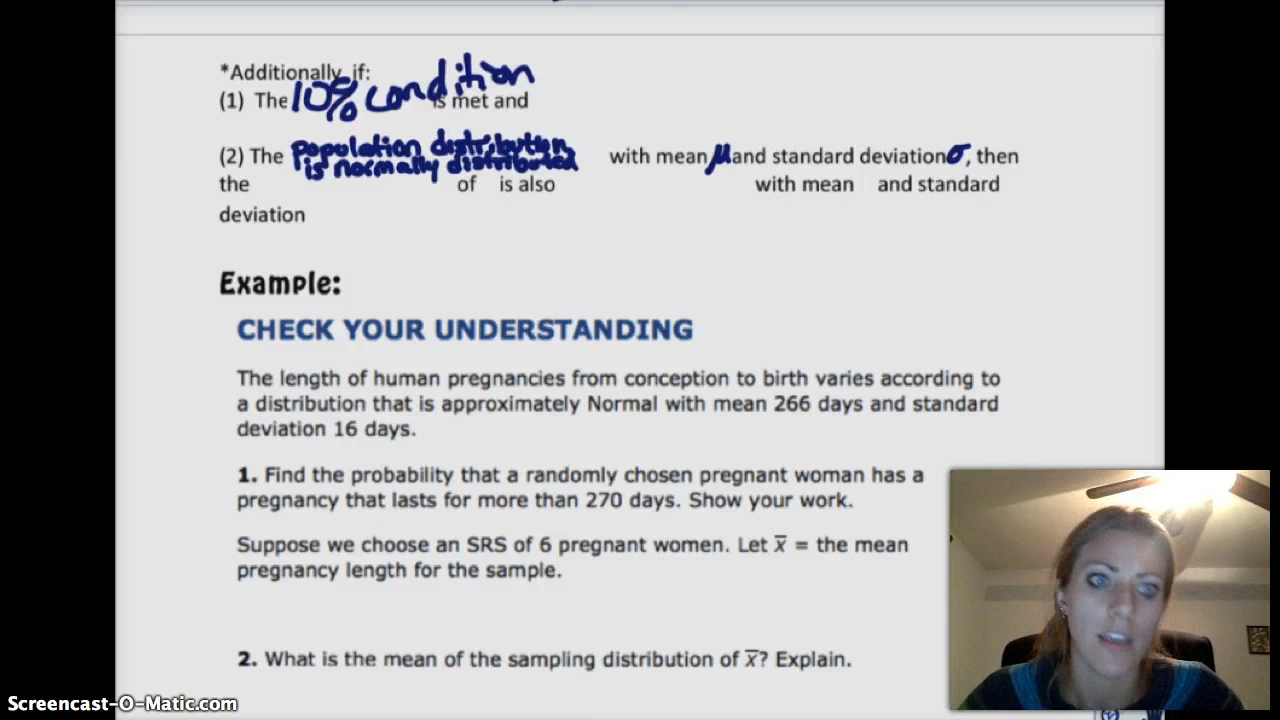 *Additionally, if:
(1) The 10% condition is met and
(2) The population distribution is normally distributed with mean μ and standard deviation σ, then
the of is also with mean and standard
deviation
Example:
CHECK YOUR UNDERSTANDING
The length of human pregnancies from conception to birth varies according to
a distribution that is approximately Normal with mean 266 days and standard
deviation 16 days.
1. Find the probability that a randomly chosen pregnant woman has a
pregnancy that lasts for more than 270 days. Show your work.
Suppose we choose an SRS of 6 pregnant women. Let x̅ = the mean
pregnancy length for the sample.
2. What is the mean of the sampling distribution of x̅? Explain.
Screencast-O-Matic.com